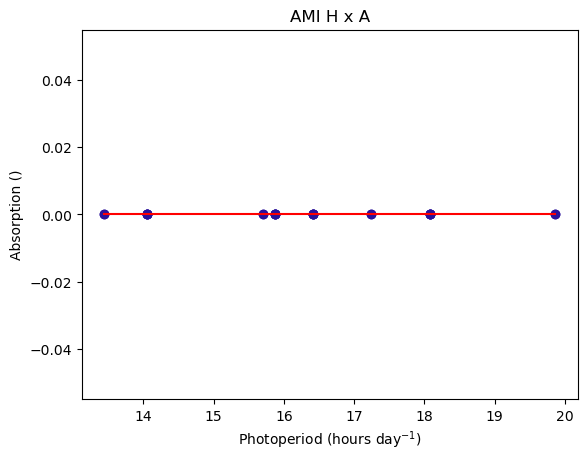 AMI H x A
0.04
0.02
0.00
−0.02
−0.04
Absorption ()
14 15 16 17 18 19 20
Photoperiod (hours day⁻¹)